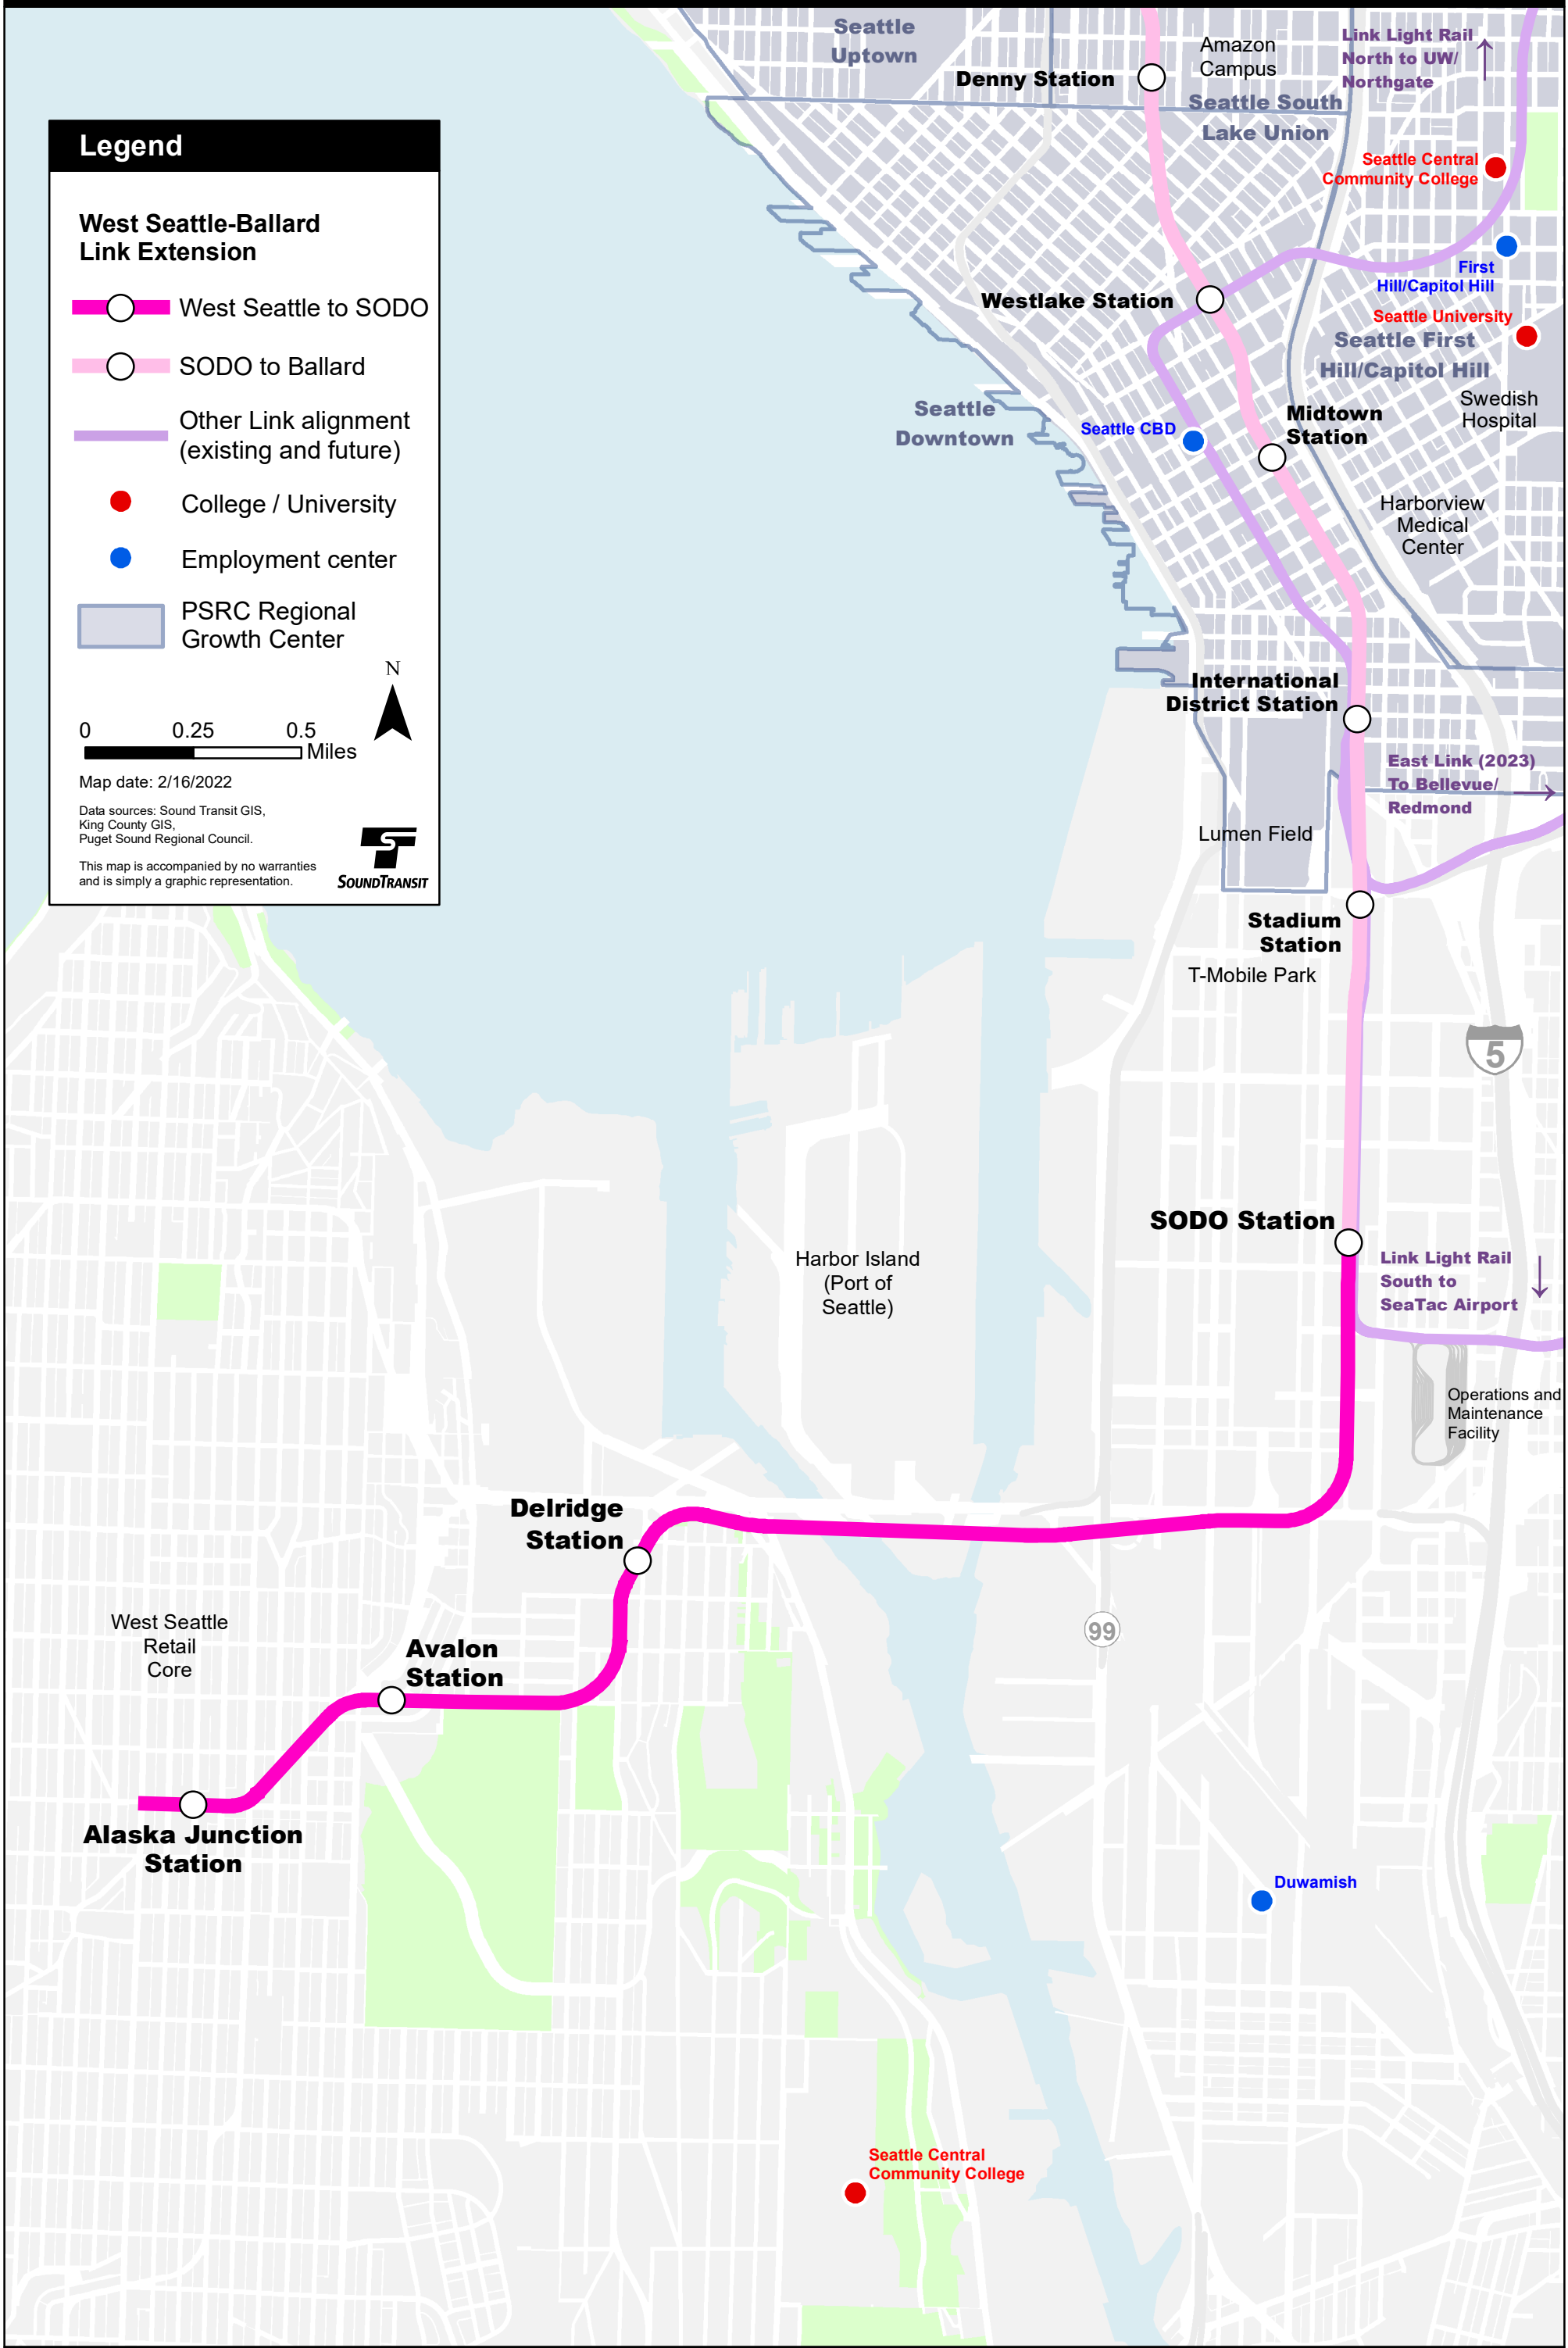 Legend
West Seattle-Ballard
Link Extension
West Seattle to SODO
SODO to Ballard
Other Link alignment
(existing and future)
College / University
Employment center
PSRC Regional
Growth Center
N
0 0.25 0.5
Miles
Map date: 2/16/2022
Data sources: Sound Transit GIS,
King County GIS,
Puget Sound Regional Council.
This map is accompanied by no warranties
and is simply a graphic representation.
SOUNDTRANSIT
Seattle
Uptown
Denny Station
Amazon
Campus
Link Light Rail
North to UW/
Northgate
Seattle South
Lake Union
Seattle Central
Community College
First
Hill/Capitol Hill
Westlake Station
Seattle University
Seattle First
Hill/Capitol Hill
Swedish
Hospital
Seattle
Downtown
Seattle CBD
Midtown
Station
Harborview
Medical
Center
International
District Station
East Link (2023)
To Bellevue/
Redmond
Lumen Field
Stadium
Station
T-Mobile Park
5
SODO Station
Link Light Rail
South to
SeaTac Airport
Harbor Island
(Port of
Seattle)
Operations and
Maintenance
Facility
Delridge
Station
99
West Seattle
Retail
Core
Avalon
Station
Alaska Junction
Station
Duwamish
Seattle Central
Community College